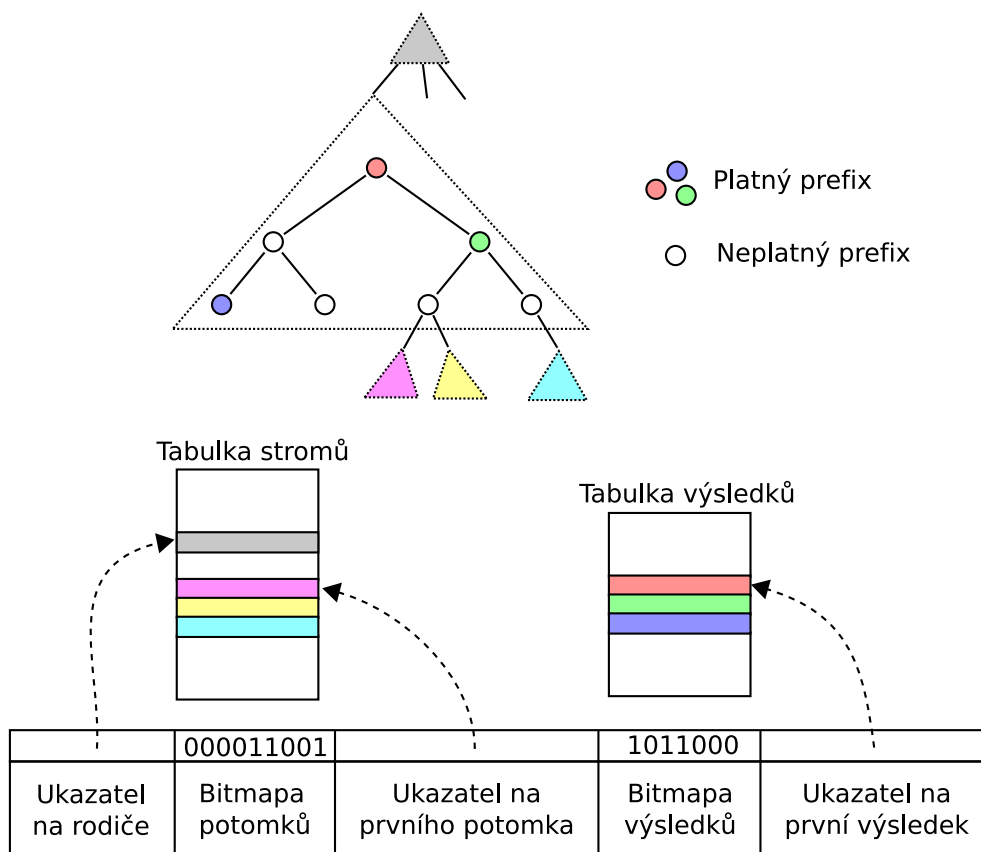 Platný prefix
Neplatný prefix
Tabulka stromů
Tabulka výsledků
000011001
1011000
Ukazatel
na rodiče
Bitmapa
potomků
Ukazatel na
prvního potomka
Bitmapa
výsledků
Ukazatel na
první výsledek